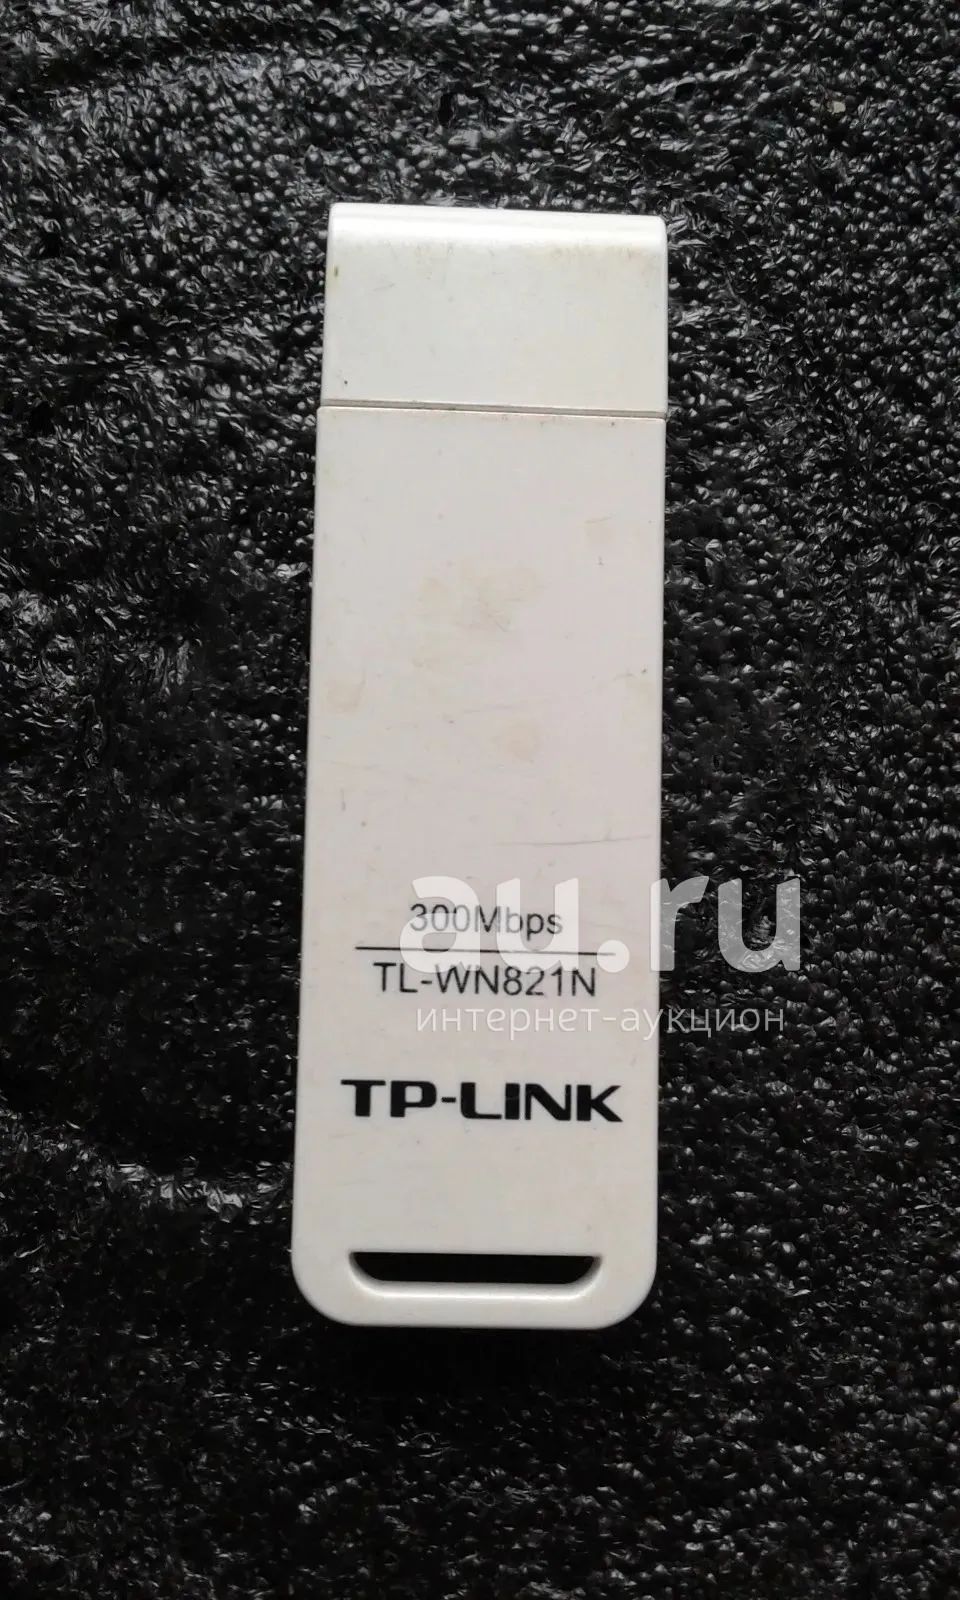 au.ru
300Mbps
TL-WN821N
интернет-аукцион
TP-LINK